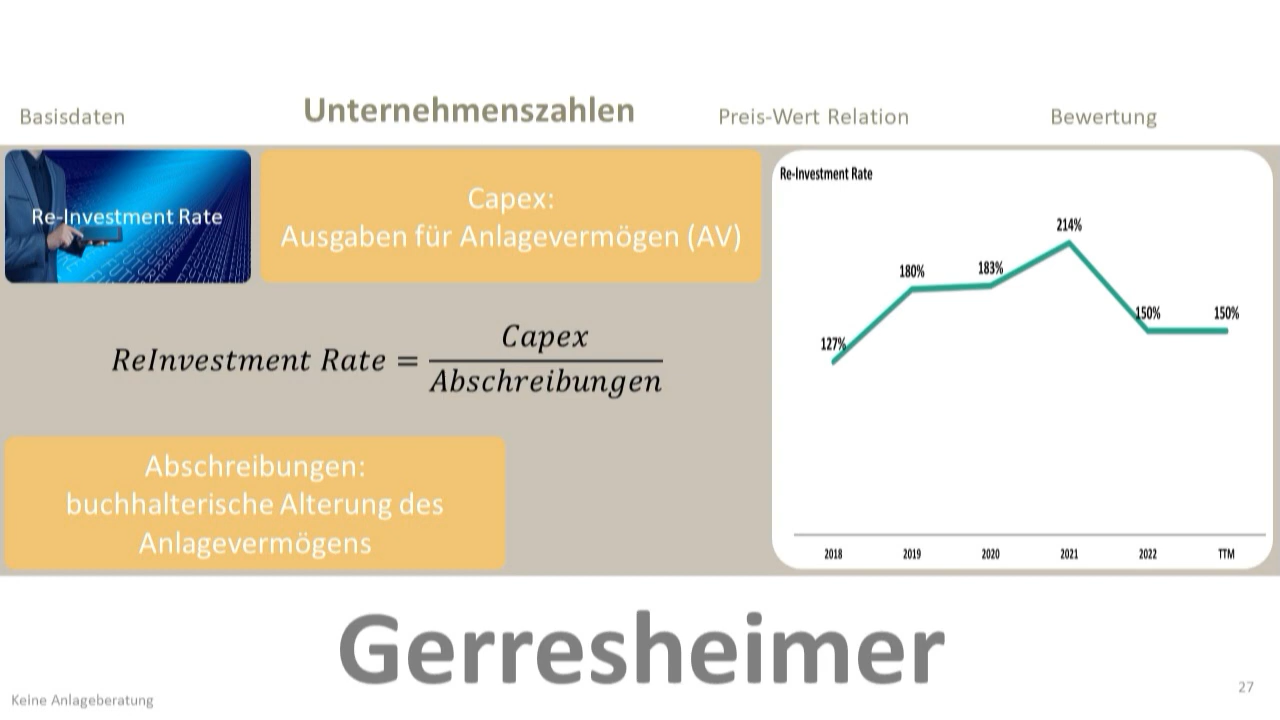 Basisdaten
Unternehmenszahlen
Preis-Wert Relation
Bewertung
Re-Investment Rate
Capex:
Ausgaben für Anlagevermögen (AV)
ReInvestment Rate = Capex / Abschreibungen
Abschreibungen:
buchhalterische Alterung des
Anlagevermögens
Re-Investment Rate
127%
180%
183%
214%
150%
150%
2018 2019 2020 2021 2022 TTM
Gerresheimer
Keine Anlageberatung
27